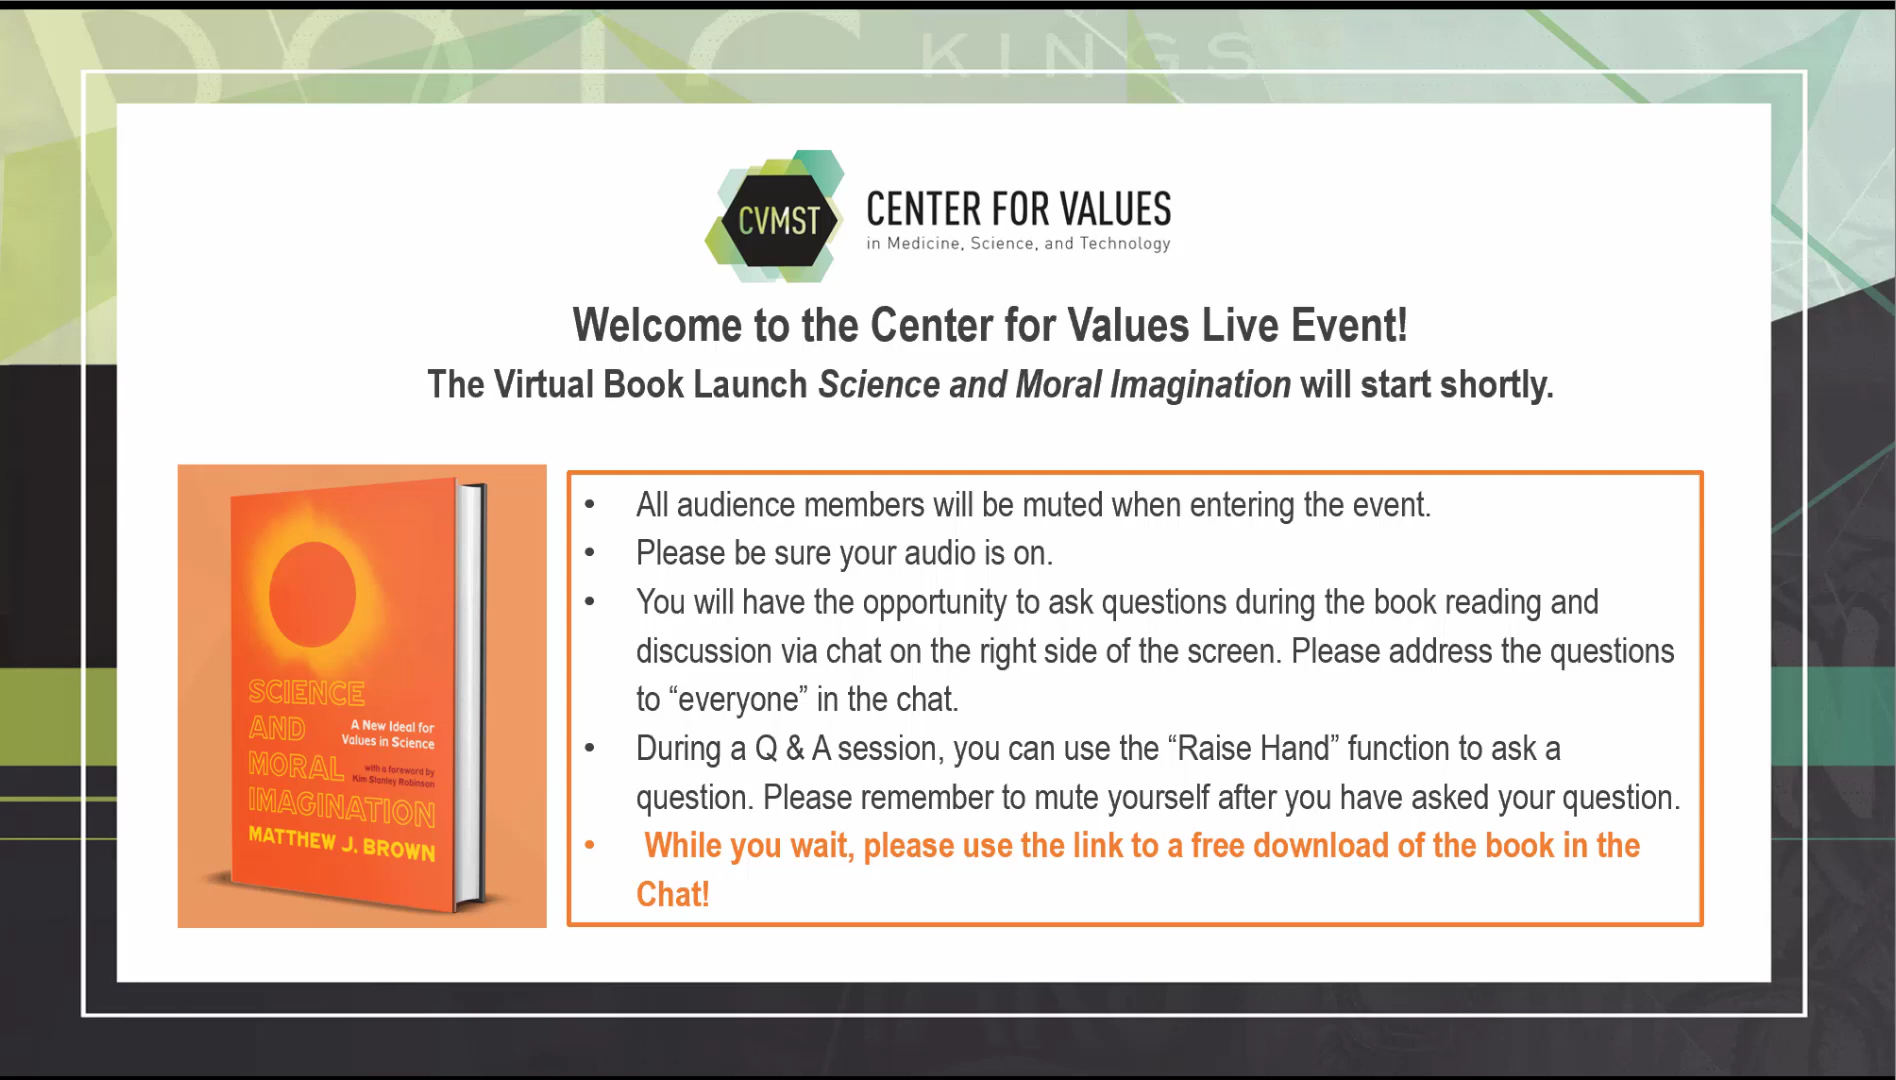 KINGS
CVMST
CENTER FOR VALUES
in Medicine, Science, and Technology
Welcome to the Center for Values Live Event!
The Virtual Book Launch Science and Moral Imagination will start shortly.
SCIENCE
AND
MORAL
IMAGINATION
A New Ideal for
Values in Science
with a foreword by
Kim Stanley Robinson
MATTHEW J. BROWN
• All audience members will be muted when entering the event.
• Please be sure your audio is on.
• You will have the opportunity to ask questions during the book reading and
discussion via chat on the right side of the screen. Please address the questions
to “everyone” in the chat.
• During a Q & A session, you can use the “Raise Hand” function to ask a
question. Please remember to mute yourself after you have asked your question.
• While you wait, please use the link to a free download of the book in the
Chat!